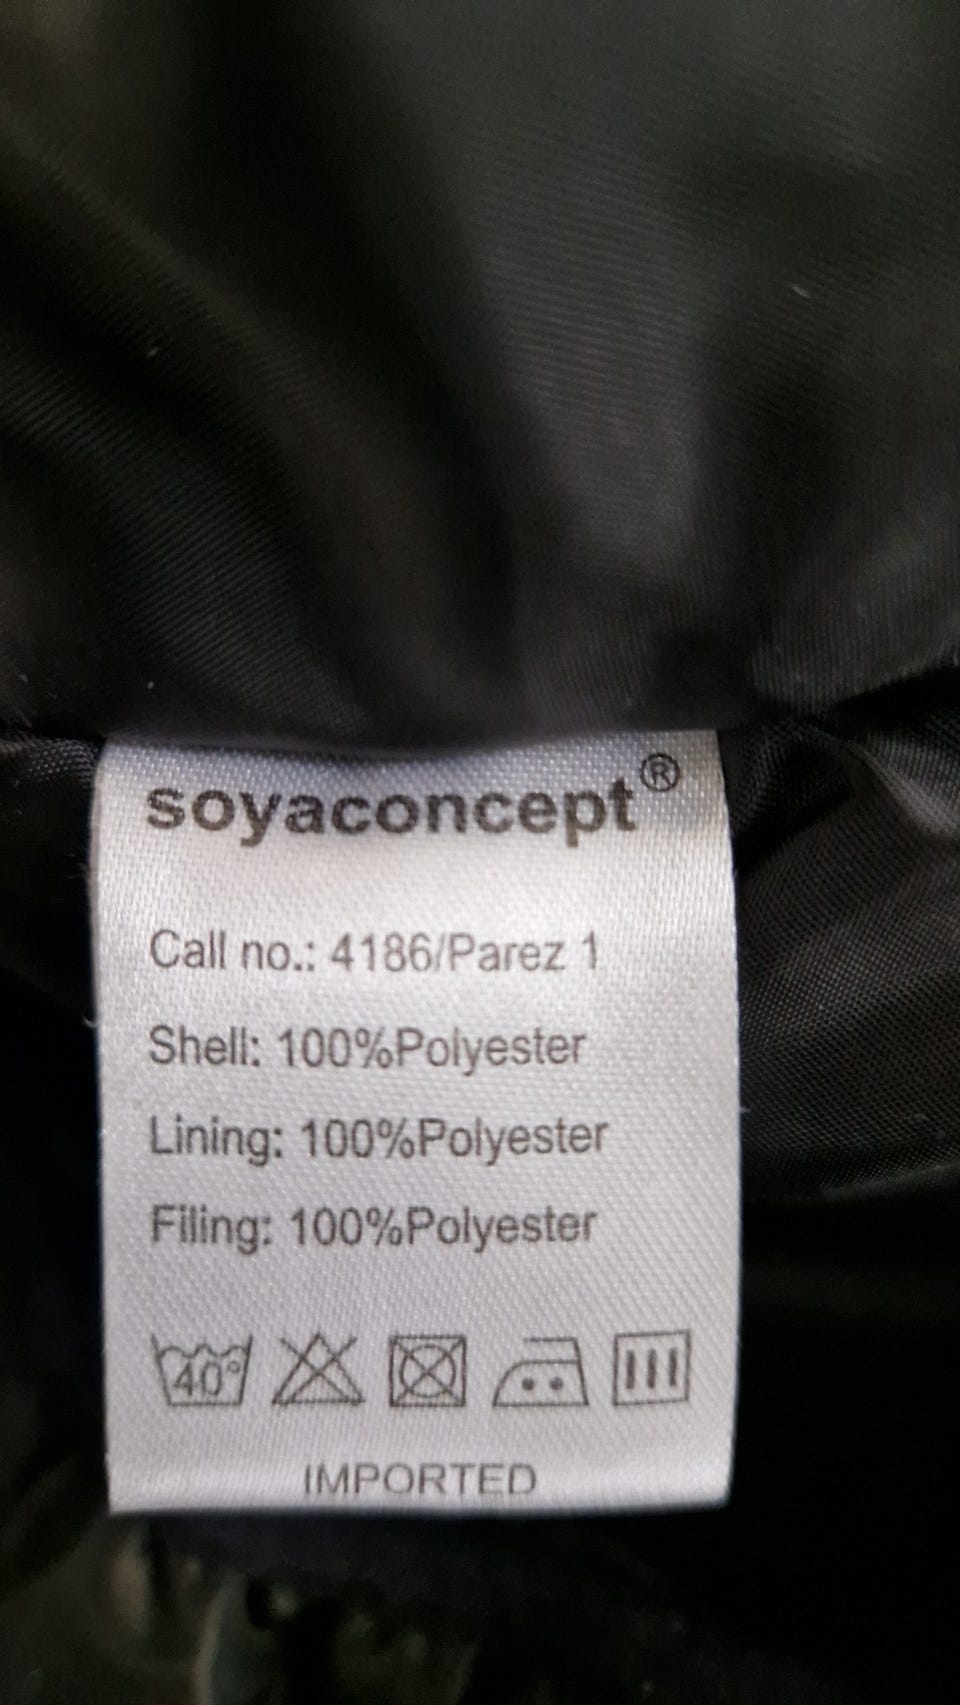 soyaconcept®
Call no.: 4186/Parez 1
Shell: 100%Polyester
Lining: 100%Polyester
Filing: 100%Polyester
40°
IMPORTED